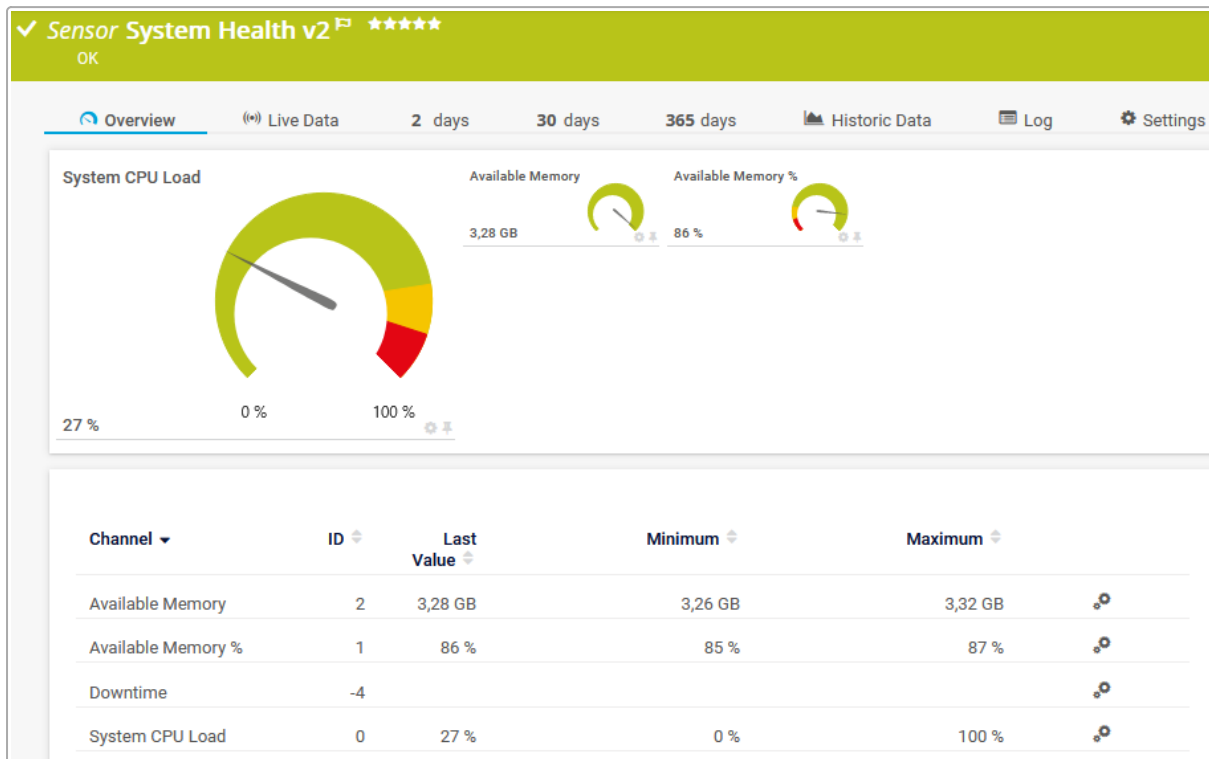 Sensor System Health v2
OK
Overview
Live Data
2 days
30 days
365 days
Historic Data
Log
Settings
System CPU Load
27 %
0 %
100 %
Available Memory
3,28 GB
Available Memory %
86 %
Channel ID Last Value Minimum Maximum
Available Memory 2 3,28 GB 3,26 GB 3,32 GB
Available Memory % 1 86 % 85 % 87 %
Downtime -4
System CPU Load 0 27 % 0 % 100 %